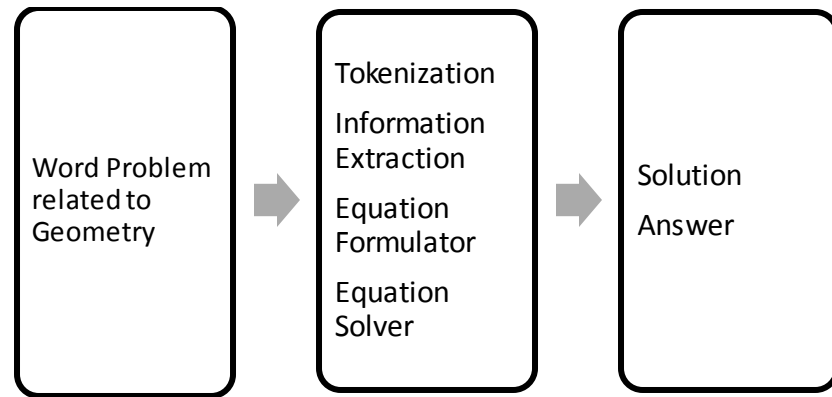 Word Problem
related to
Geometry
Tokenization
Information
Extraction
Equation
Formulator
Equation
Solver
Solution
Answer